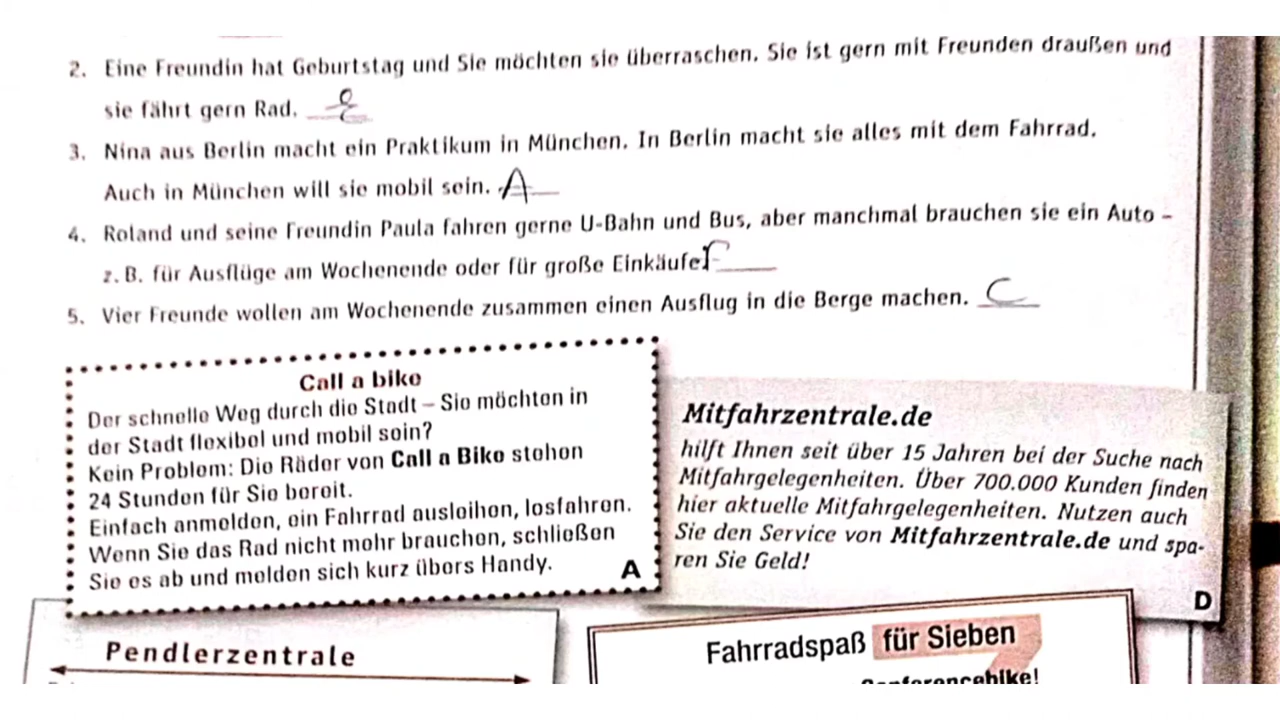 2. Eine Freundin hat Geburtstag und Sie möchten sie überraschen. Sie ist gern mit Freunden draußen und
sie fährt gern Rad. e
3. Nina aus Berlin macht ein Praktikum in München. In Berlin macht sie alles mit dem Fahrrad.
Auch in München will sie mobil sein. A
4. Roland und seine Freundin Paula fahren gerne U-Bahn und Bus, aber manchmal brauchen sie ein Auto –
z. B. für Ausflüge am Wochenende oder für große Einkäufe.
5. Vier Freunde wollen am Wochenende zusammen einen Ausflug in die Berge machen. C
Call a bike
Der schnelle Weg durch die Stadt – Sie möchten in
der Stadt flexibel und mobil sein?
Kein Problem: Die Räder von Call a Bike stehen
24 Stunden für Sie bereit.
Einfach anmelden, ein Fahrrad ausleihen, losfahren.
Wenn Sie das Rad nicht mehr brauchen, schließen
Sie es ab und melden sich kurz übers Handy.
A
Mitfahrzentrale.de
hilft Ihnen seit über 15 Jahren bei der Suche nach
Mitfahrgelegenheiten. Über 700.000 Kunden finden
hier aktuelle Mitfahrgelegenheiten. Nutzen auch
Sie den Service von Mitfahrzentrale.de und spa-
ren Sie Geld!
D
Pendlerzentrale
Fahrradspaß für Sieben